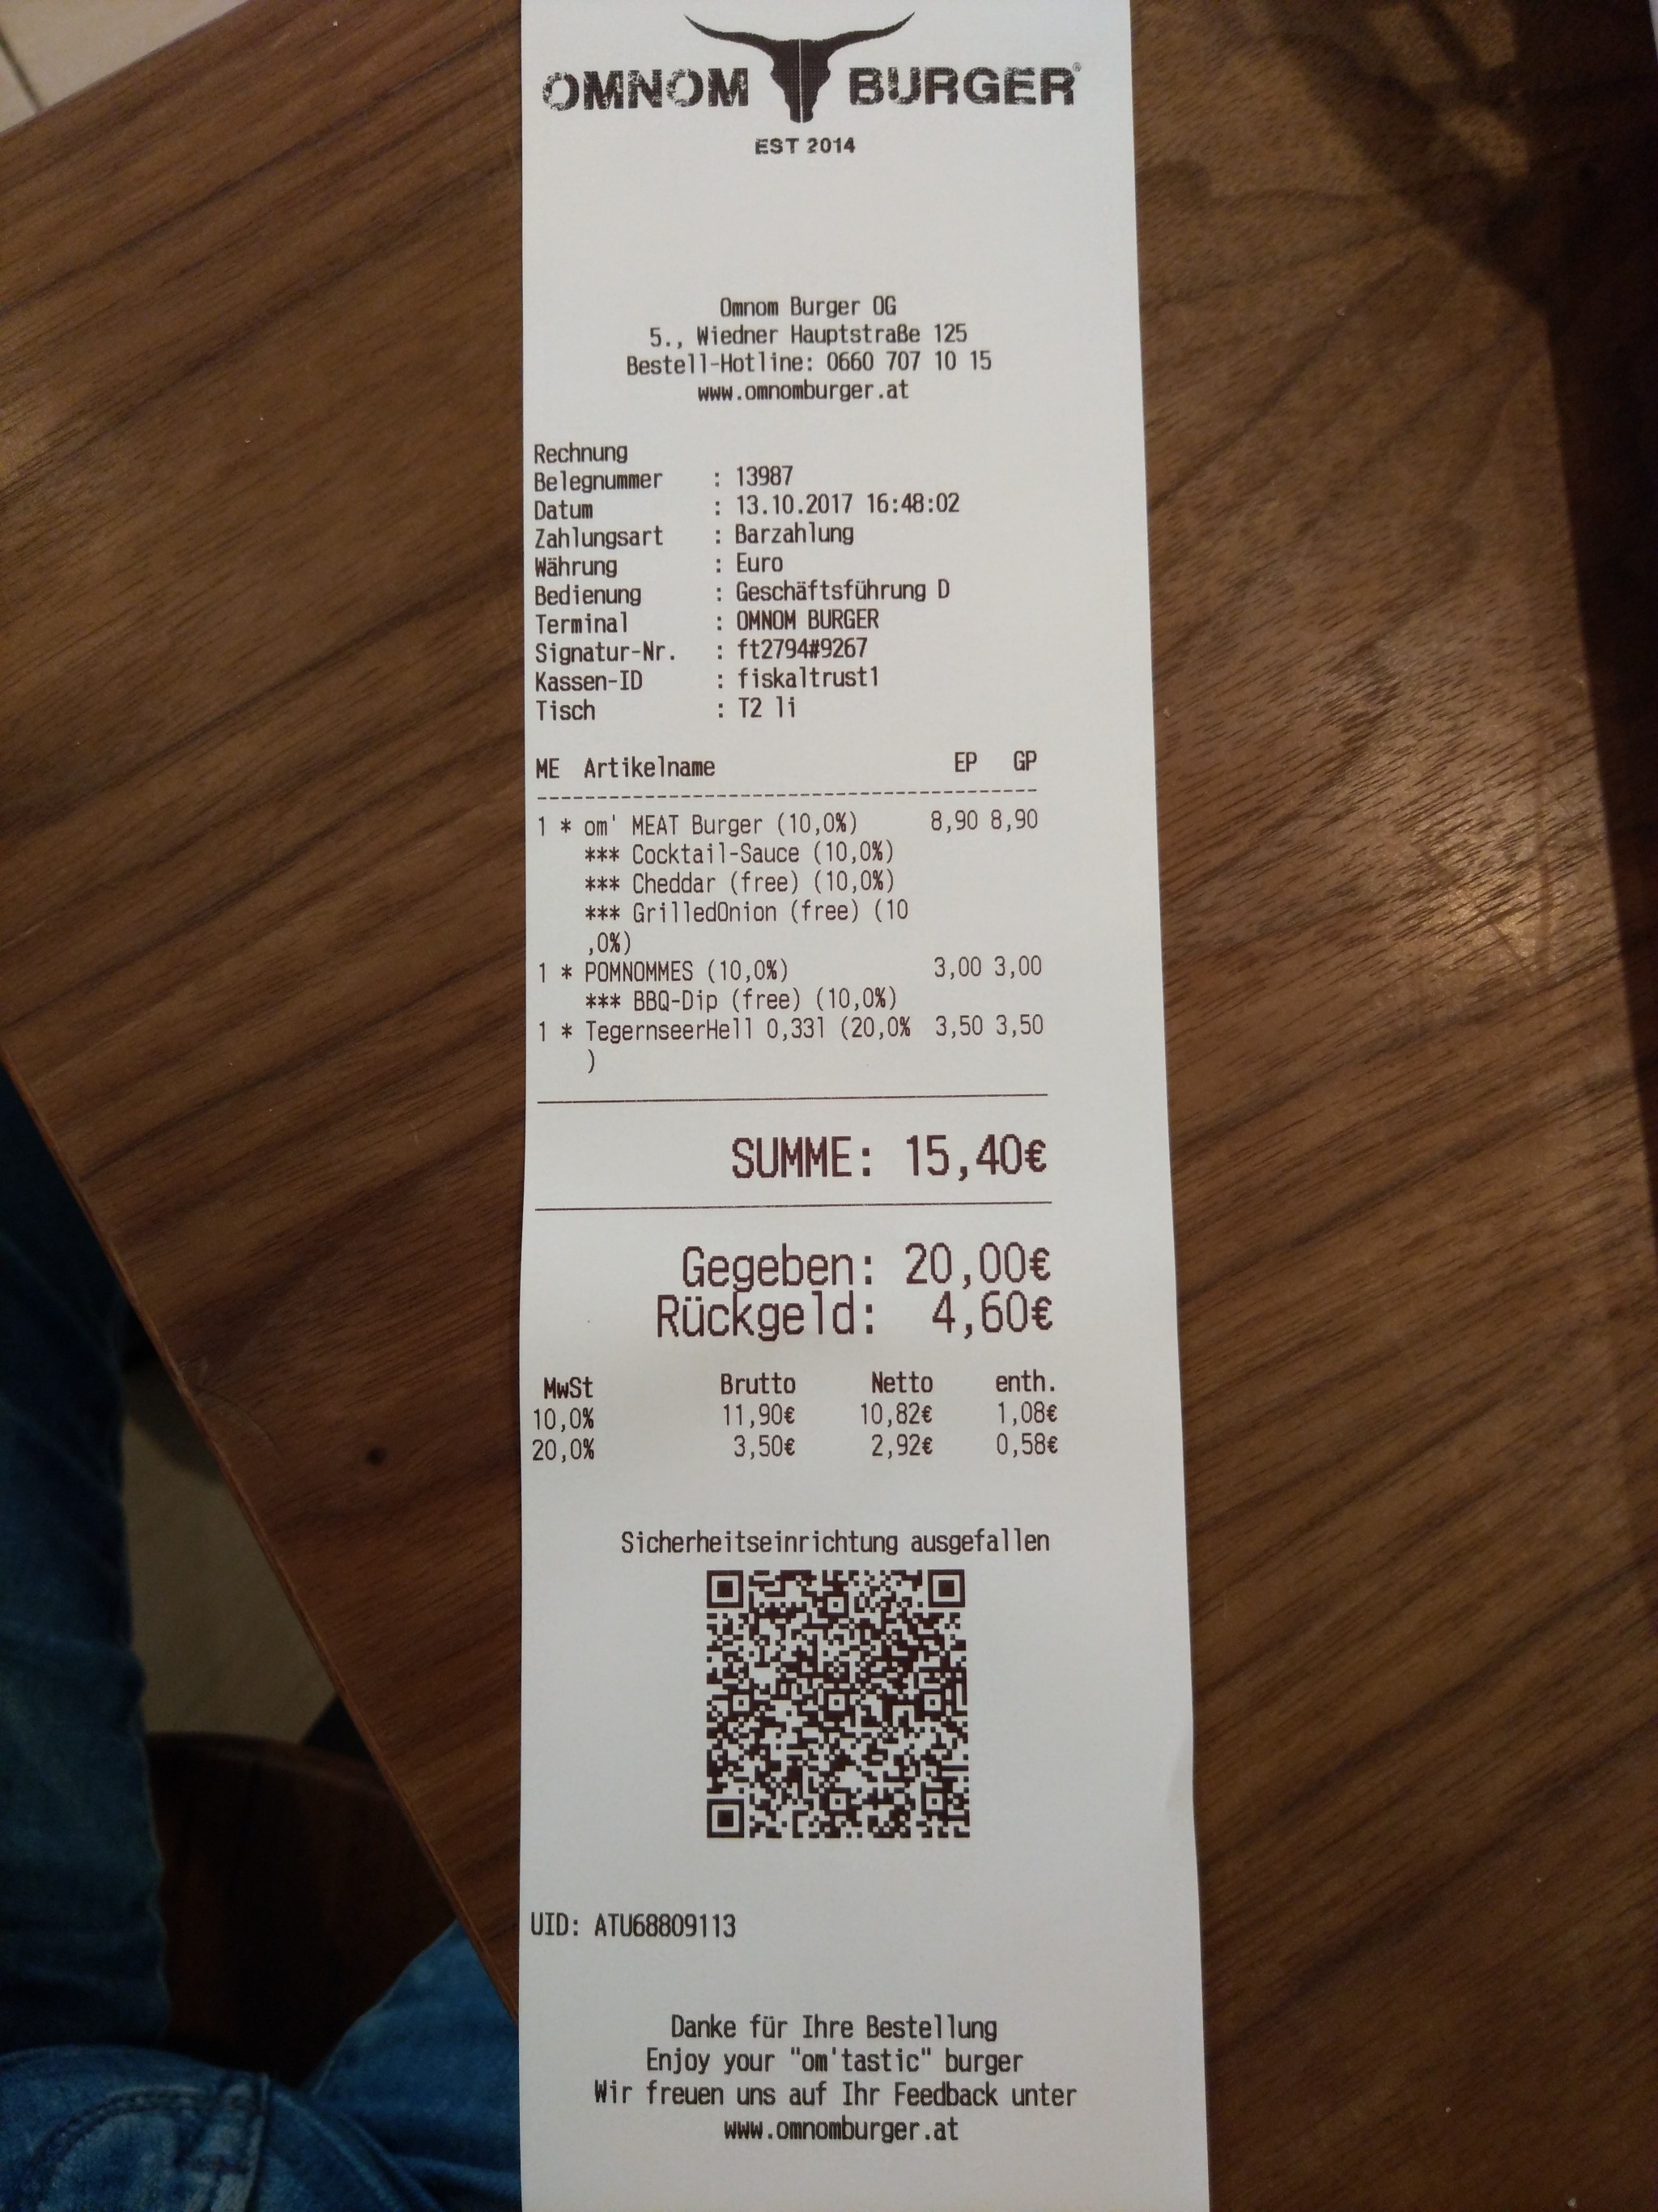 OMNOM BURGER®
EST 2014
Omnom Burger OG
5., Wiedner Hauptstraße 125
Bestell-Hotline: 0660 707 10 15
www.omnomburger.at
Rechnung
Belegnummer : 13987
Datum : 13.10.2017 16:48:02
Zahlungsart : Barzahlung
Währung : Euro
Bedienung : Geschäftsführung D
Terminal : OMNOM BURGER
Signatur-Nr. : ft2794#9267
Kassen-ID : fiskaltrust1
Tisch : T2 li
ME Artikelname EP GP
1 * om' MEAT Burger (10,0%) 8,90 8,90
*** Cocktail-Sauce (10,0%)
*** Cheddar (free) (10,0%)
*** GrilledOnion (free) (10
,0%)
1 * POMNOMMES (10,0%) 3,00 3,00
*** BBQ-Dip (free) (10,0%)
1 * TegernseerHell 0,33l (20,0% 3,50 3,50
)
SUMME: 15,40€
Gegeben: 20,00€
Rückgeld: 4,60€
MwSt Brutto Netto enth.
10,0% 11,90€ 10,82€ 1,08€
20,0% 3,50€ 2,92€ 0,58€
Sicherheitseinrichtung ausgefallen
UID: ATU68809113
Danke für Ihre Bestellung
Enjoy your "om'tastic" burger
Wir freuen uns auf Ihr Feedback unter
www.omnomburger.at